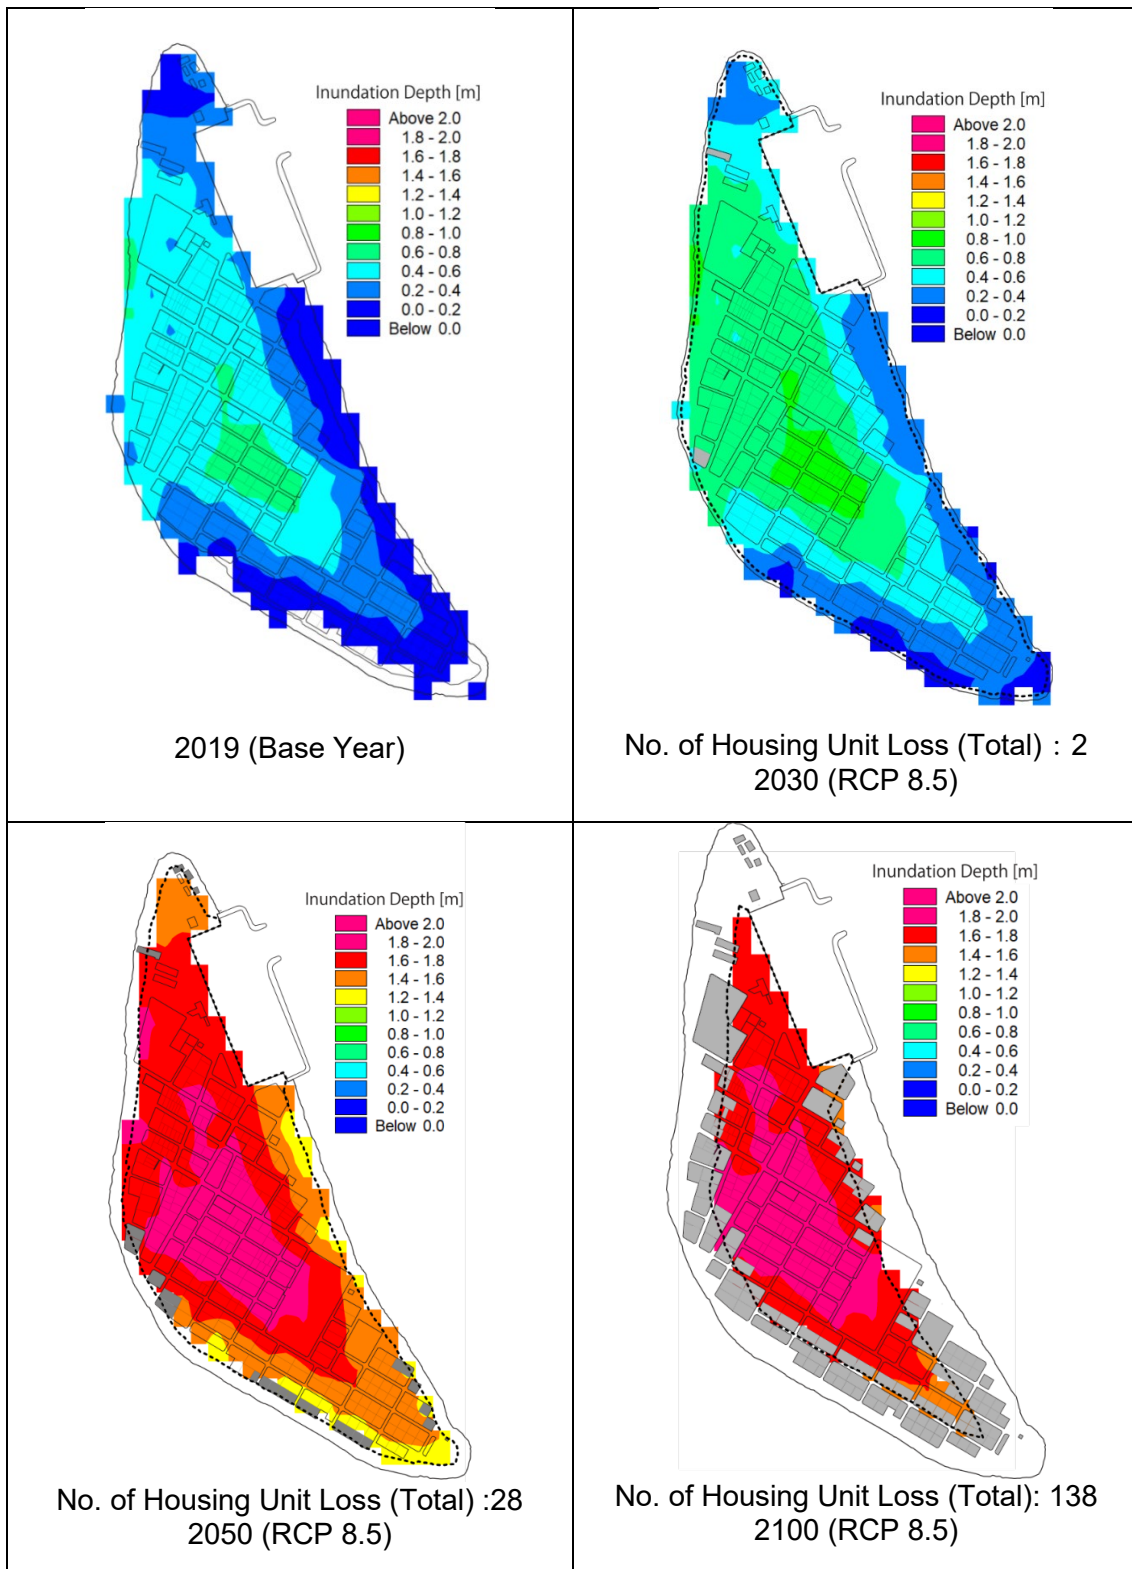 Inundation Depth [m]
Above 2.0
1.8 - 2.0
1.6 - 1.8
1.4 - 1.6
1.2 - 1.4
1.0 - 1.2
0.8 - 1.0
0.6 - 0.8
0.4 - 0.6
0.2 - 0.4
0.0 - 0.2
Below 0.0
2019 (Base Year)
Inundation Depth [m]
Above 2.0
1.8 - 2.0
1.6 - 1.8
1.4 - 1.6
1.2 - 1.4
1.0 - 1.2
0.8 - 1.0
0.6 - 0.8
0.4 - 0.6
0.2 - 0.4
0.0 - 0.2
Below 0.0
No. of Housing Unit Loss (Total)：2
2030 (RCP 8.5)
Inundation Depth [m]
Above 2.0
1.8 - 2.0
1.6 - 1.8
1.4 - 1.6
1.2 - 1.4
1.0 - 1.2
0.8 - 1.0
0.6 - 0.8
0.4 - 0.6
0.2 - 0.4
0.0 - 0.2
Below 0.0
No. of Housing Unit Loss (Total) :28
2050 (RCP 8.5)
Inundation Depth [m]
Above 2.0
1.8 - 2.0
1.6 - 1.8
1.4 - 1.6
1.2 - 1.4
1.0 - 1.2
0.8 - 1.0
0.6 - 0.8
0.4 - 0.6
0.2 - 0.4
0.0 - 0.2
Below 0.0
No. of Housing Unit Loss (Total): 138
2100 (RCP 8.5)